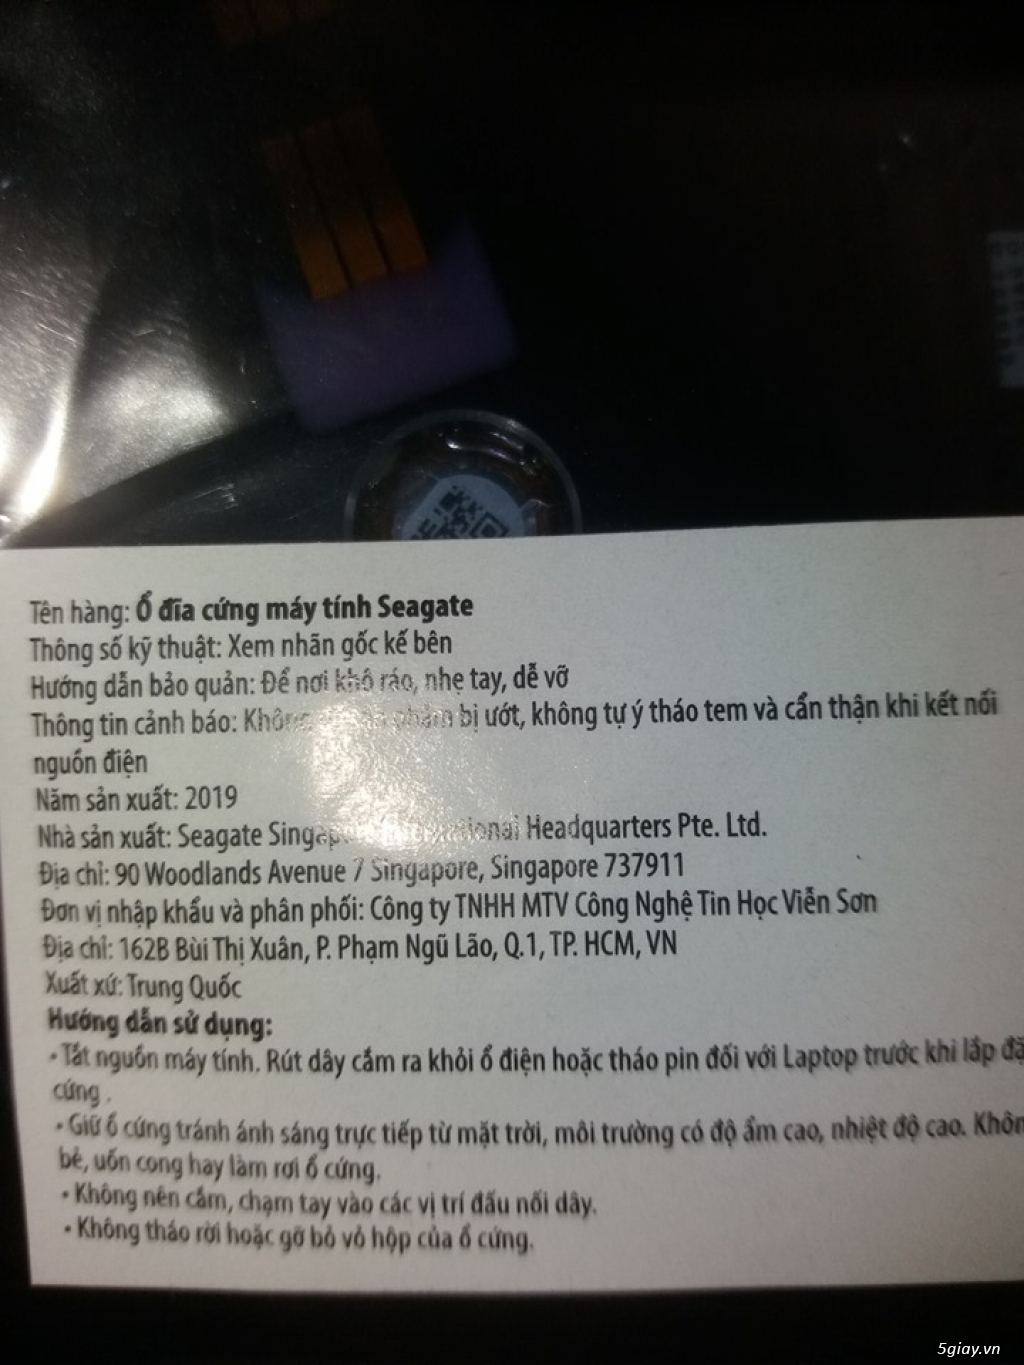 Tên hàng: Ổ đĩa cứng máy tính Seagate
Thông số kỹ thuật: Xem nhãn gốc kế bên
Hướng dẫn bảo quản: Để nơi khô ráo, nhẹ tay, dễ vỡ
Thông tin cảnh báo: Không phẩm bị ướt, không tự ý tháo tem và cẩn thận khi kết nối
nguồn điện
Năm sản xuất: 2019
Nhà sản xuất: Seagate Singapore International Headquarters Pte. Ltd.
Địa chỉ: 90 Woodlands Avenue 7 Singapore, Singapore 737911
Đơn vị nhập khẩu và phân phối: Công ty TNHH MTV Công Nghệ Tin Học Viễn Sơn
Địa chỉ: 162B Bùi Thị Xuân, P. Phạm Ngũ Lão, Q.1, TP. HCM, VN
Xuất xứ: Trung Quốc
Hướng dẫn sử dụng:
• Tắt nguồn máy tính. Rút dây cắm ra khỏi ổ điện hoặc tháo pin đối với Laptop trước khi lắp
cứng .
• Giữ ổ cứng tránh ánh sáng trực tiếp từ mặt trời, môi trường có độ ẩm cao, nhiệt độ cao.
bẻ, uốn cong hay làm rơi ổ cứng.
• Không nên cầm, chạm tay vào các vị trí đấu nối dây.
• Không tháo rời hoặc gỡ bỏ vỏ hộp của ổ cứng.
5giay.vn